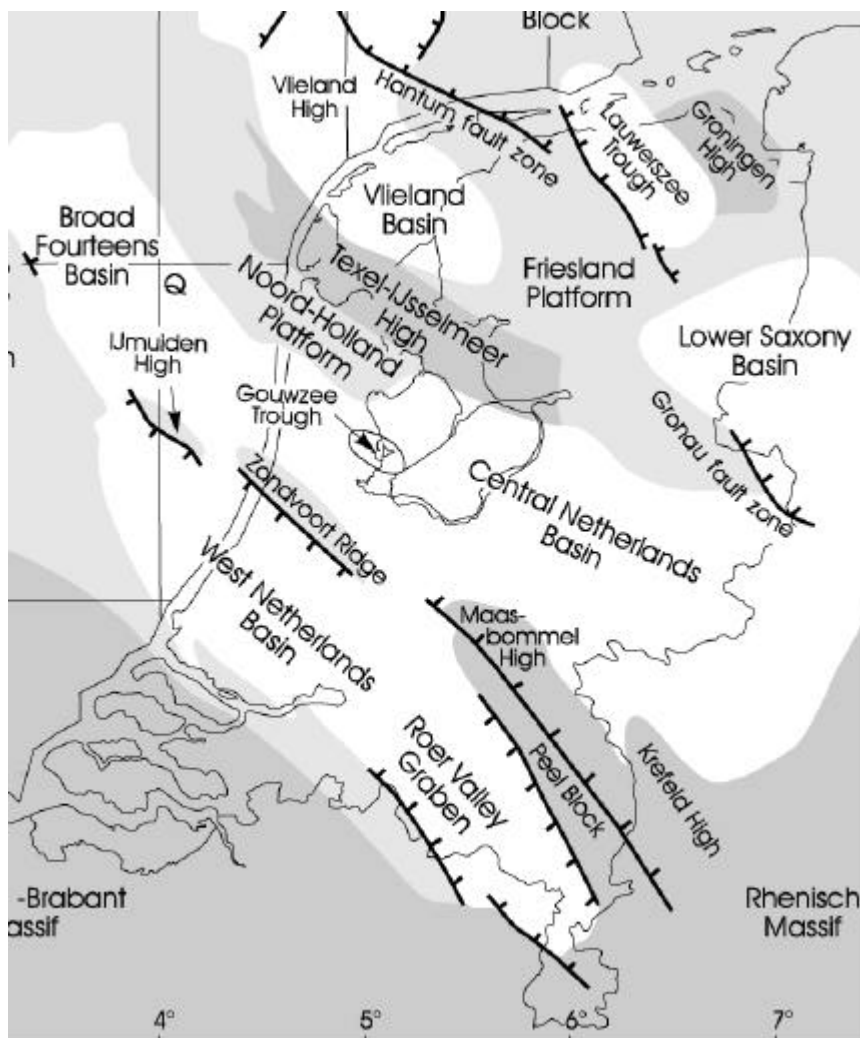 Block
Vlieland
High
Hantum fault zone
Lauwerszee
Trough
Groningen
High
Vlieland
Basin
Broad
Fourteens
Basin
Q
Texel-IJsselmeer
High
Friesland
Platform
Noord-Holland
Platform
IJmuiden
High
Lower Saxony
Basin
Gouwzee
Trough
Gronau fault zone
Zandvoort Ridge
Central Netherlands
Basin
West Netherlands
Basin
Maas-
bommel
High
Roer Valley
Graben
Peel Block
Krefeld High
-Brabant
assif
Rhenisch
Massif
4° 5° 6° 7°